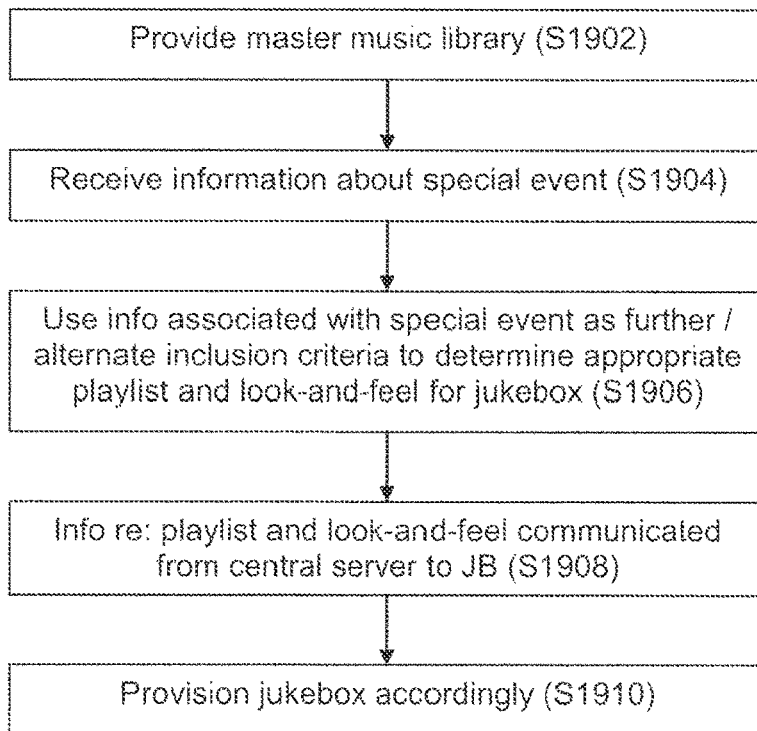 Provide master music library (S1902)
Receive information about special event (S1904)
Use info associated with special event as further /
alternate inclusion criteria to determine appropriate
playlist and look-and-feel for jukebox (S1906)
Info re: playlist and look-and-feel communicated
from central server to JB (S1908)
Provision jukebox accordingly (S1910)